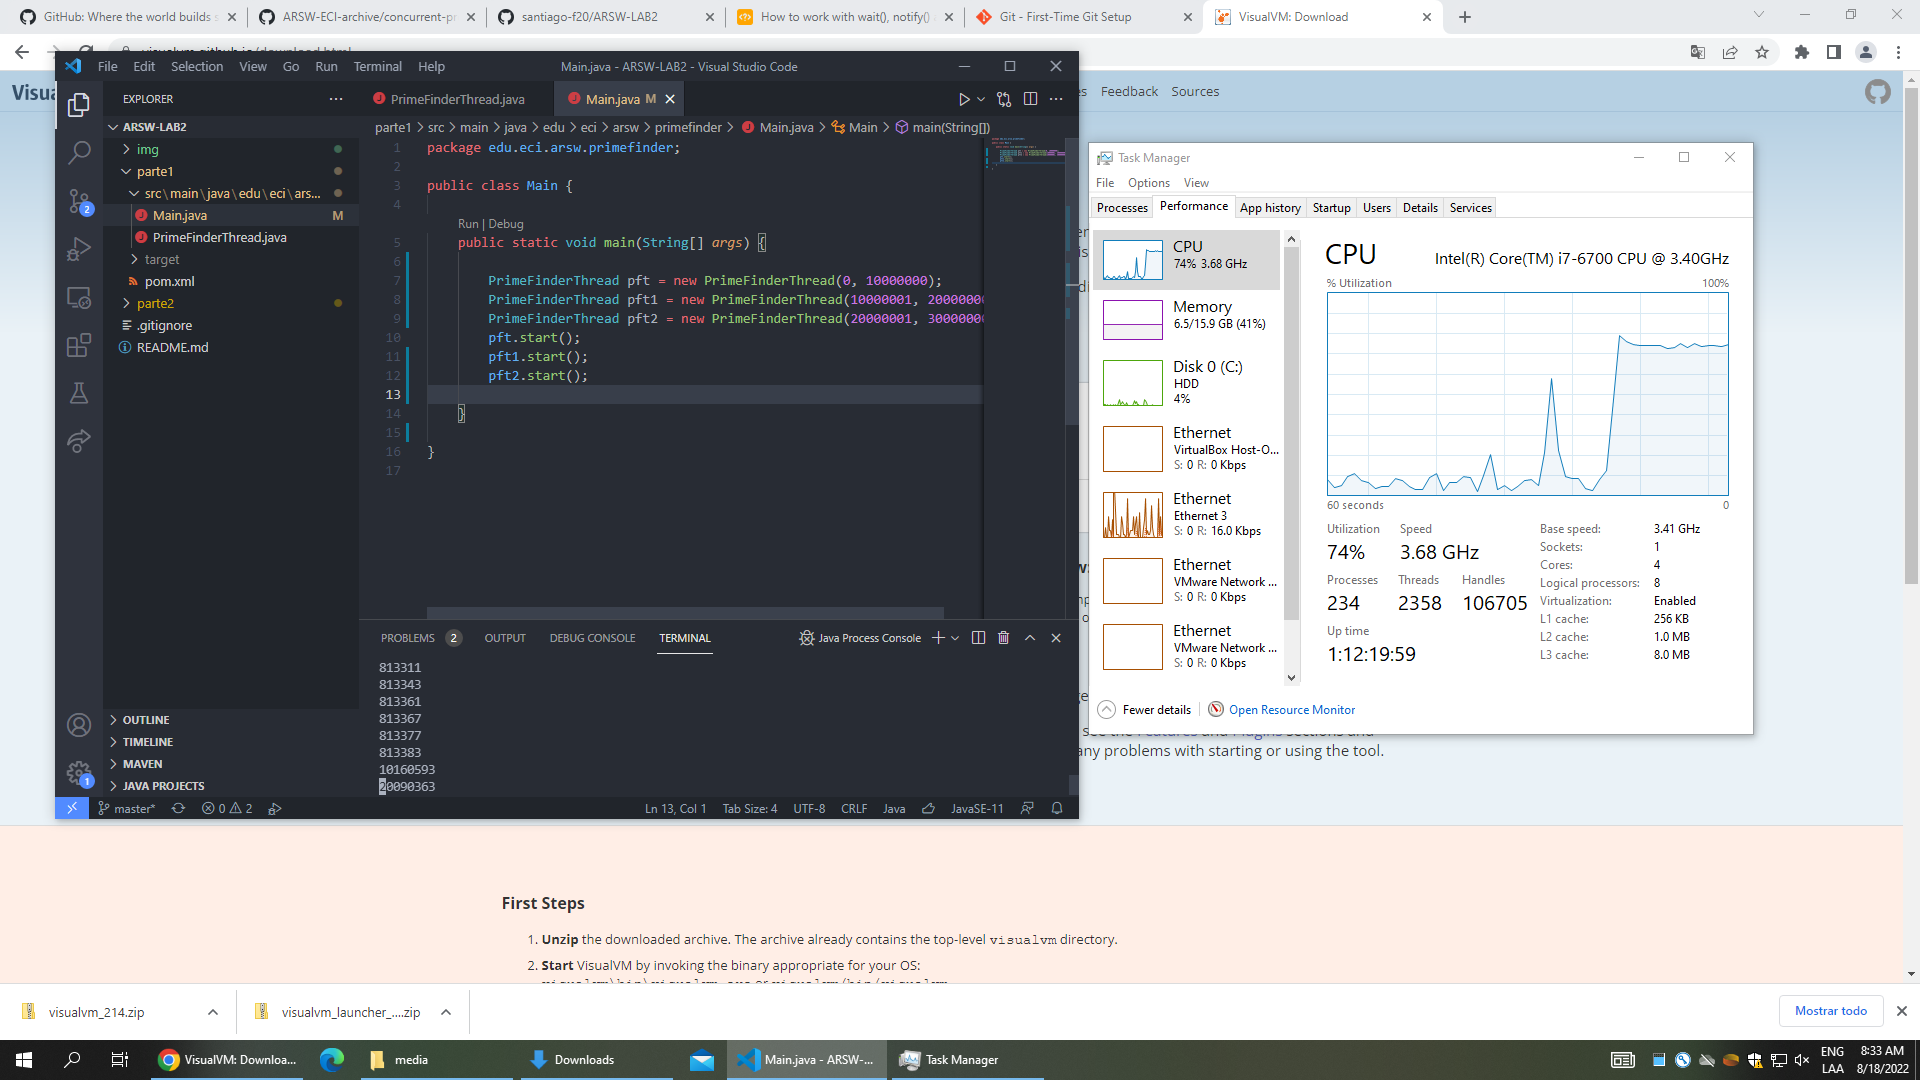 GitHub: Where the world builds s
ARSW-ECI-archive/concurrent-pr
santiago-f20/ARSW-LAB2
How to work with wait(), notify()
Git - First-Time Git Setup
VisualVM: Download
Visua
Feedback
Sources
File Edit Selection View Go Run Terminal Help
Main.java - ARSW-LAB2 - Visual Studio Code
EXPLORER
ARSW-LAB2
img
parte1
src\main\java\edu\eci\ars...
Main.java M
PrimeFinderThread.java
target
pom.xml
parte2
.gitignore
README.md
OUTLINE
TIMELINE
MAVEN
JAVA PROJECTS
PrimeFinderThread.java
Main.java M
parte1 > src > main > java > edu > eci > arsw > primefinder > Main.java > Main > main(String[])
1 package edu.eci.arsw.primefinder;
2
3 public class Main {
4
Run | Debug
5 public static void main(String[] args) {
6
7 PrimeFinderThread pft = new PrimeFinderThread(0, 10000000);
8 PrimeFinderThread pft1 = new PrimeFinderThread(10000001, 20000000
9 PrimeFinderThread pft2 = new PrimeFinderThread(20000001, 30000000
10 pft.start();
11 pft1.start();
12 pft2.start();
13
14 }
15
16 }
17
PROBLEMS 2 OUTPUT DEBUG CONSOLE TERMINAL
Java Process Console
813311
813343
813361
813367
813377
813383
10160593
20090363
2
1
master*
0 2
Ln 13, Col 1 Tab Size: 4 UTF-8 CRLF Java JavaSE-11
Task Manager
File Options View
Processes Performance App history Startup Users Details Services
CPU
74% 3.68 GHz
Memory
6.5/15.9 GB (41%)
Disk 0 (C:)
HDD
4%
Ethernet
VirtualBox Host-O...
S: 0 R: 0 Kbps
Ethernet
Ethernet 3
S: 0 R: 16.0 Kbps
Ethernet
VMware Network ...
S: 0 R: 0 Kbps
Ethernet
VMware Network ...
S: 0 R: 0 Kbps
CPU
Intel(R) Core(TM) i7-6700 CPU @ 3.40GHz
% Utilization 100%
60 seconds 0
Utilization Speed
74% 3.68 GHz
Processes Threads Handles
234 2358 106705
Up time
1:12:19:59
Base speed: 3.41 GHz
Sockets: 1
Cores: 4
Logical processors: 8
Virtualization: Enabled
L1 cache: 256 KB
L2 cache: 1.0 MB
L3 cache: 8.0 MB
Fewer details
Open Resource Monitor
any problems with starting or using the tool.
First Steps
1. Unzip the downloaded archive. The archive already contains the top-level visualvm directory.
2. Start VisualVM by invoking the binary appropriate for your OS:
visualvm_214.zip
visualvm_launcher_....zip
Mostrar todo
VisualVM: Downloa...
media
Downloads
Main.java - ARSW-...
Task Manager
ENG
LAA
8:33 AM
8/18/2022